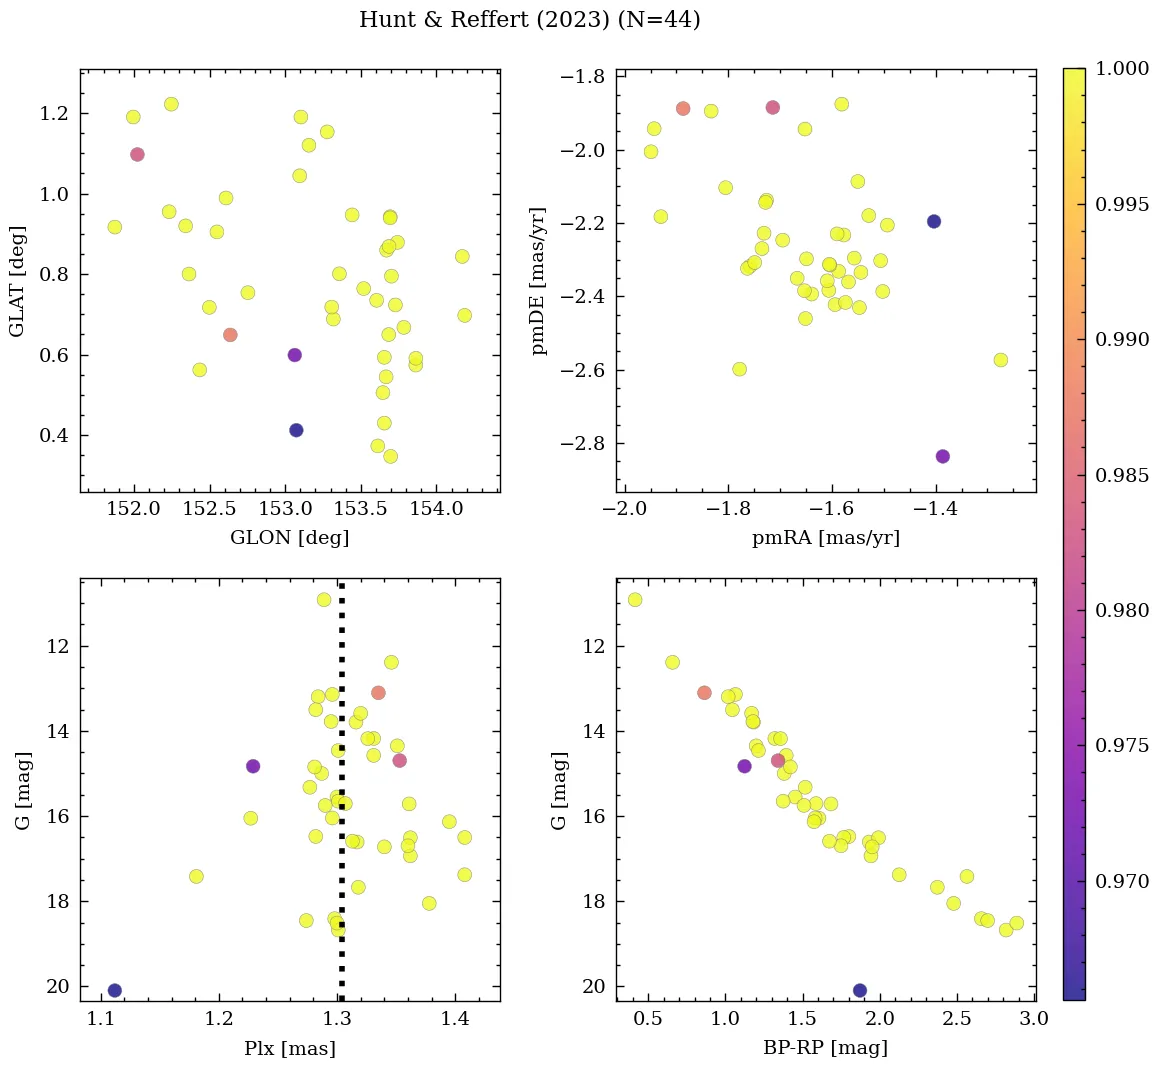 Hunt & Reffert (2023) (N=44)
GLAT [deg]
1.2
1.0
0.8
0.6
0.4
152.0 152.5 153.0 153.5 154.0
GLON [deg]
pmDE [mas/yr]
−1.8
−2.0
−2.2
−2.4
−2.6
−2.8
−2.0 −1.8 −1.6 −1.4
pmRA [mas/yr]
G [mag]
12
14
16
18
20
1.1 1.2 1.3 1.4
Plx [mas]
G [mag]
12
14
16
18
20
0.5 1.0 1.5 2.0 2.5 3.0
BP-RP [mag]
1.000
0.995
0.990
0.985
0.980
0.975
0.970